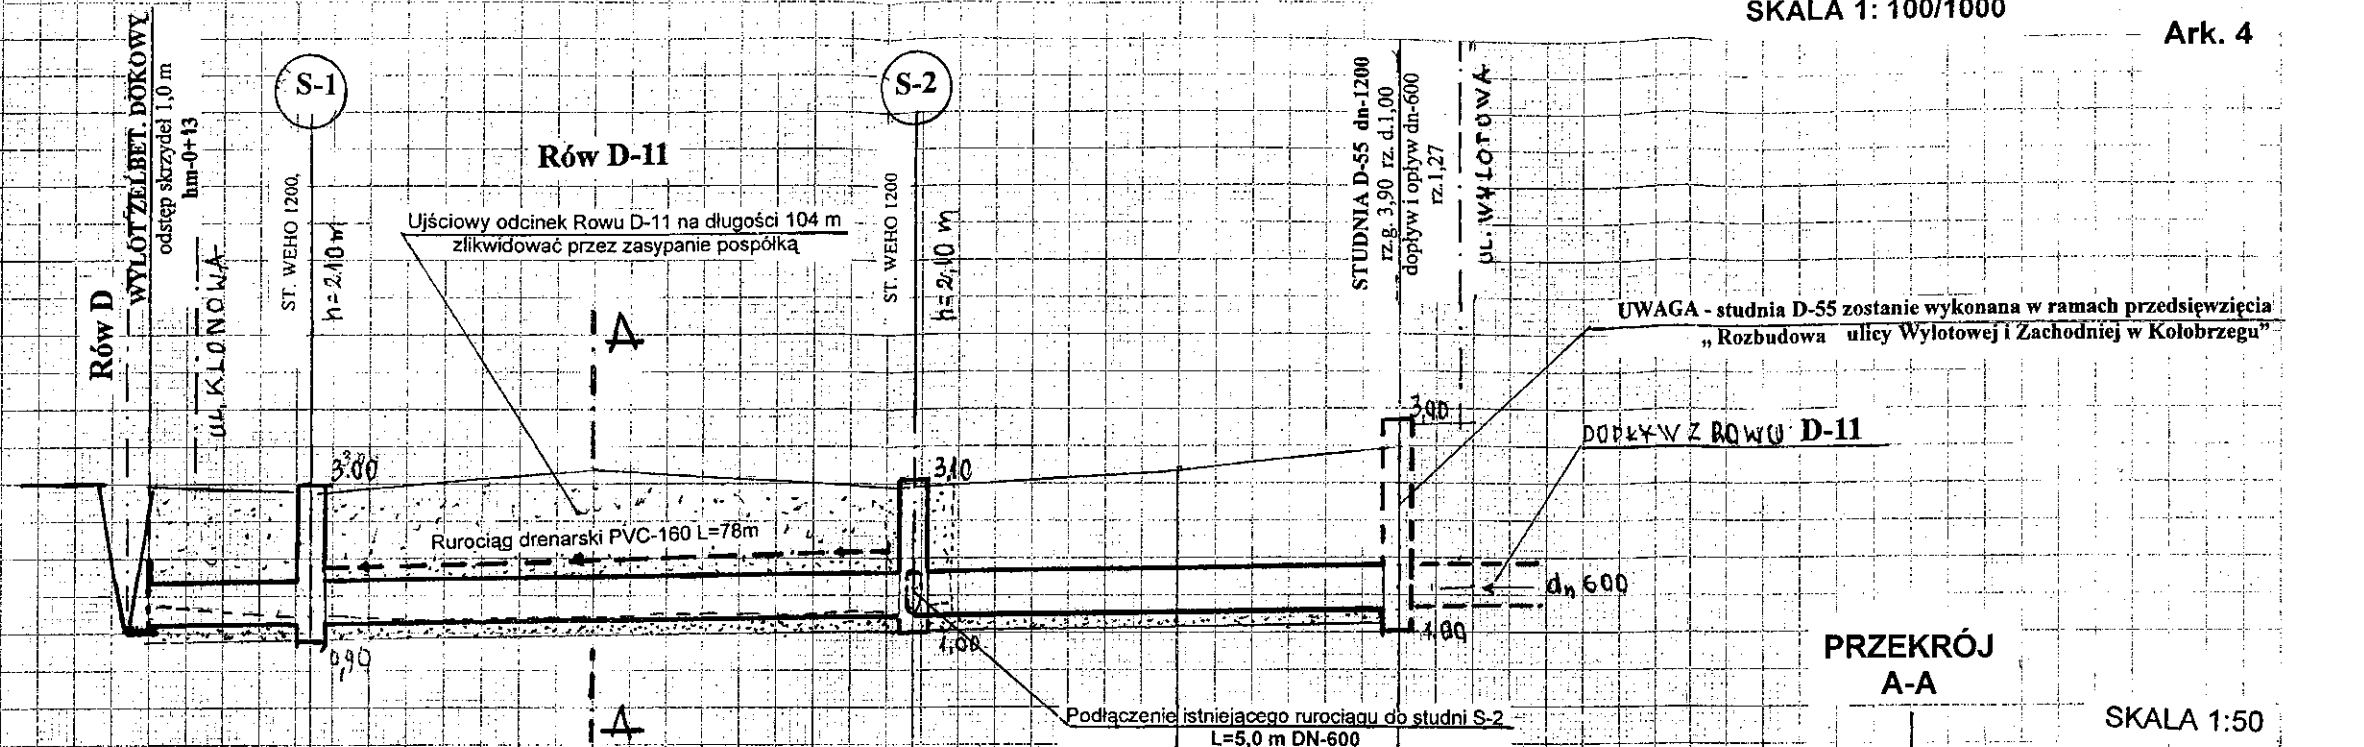 SKALA 1: 100/1000
Ark. 4
Rów D
WYLOT ŻELBET. DOKOWY
odstęp skrzydeł 1,0 m
hm-0+13
UL. KLONOWA
S-1
ST. WEHO 1200,
h=2.10m
Rów D-11
Ujściowy odcinek Rowu D-11 na długości 104 m
zlikwidować przez zasypanie pospółką
A
S-2
ST. WEHO 1200
h=2,10 m
STUDNIA D-55 dn-1200
rz.g. 3,90 rz. d.1,00
dopływ i opływ dn-600
rz.1,27
UL. WYLOTOWA
UWAGA - studnia D-55 zostanie wykonana w ramach przedsięwzięcia
„ Rozbudowa ulicy Wylotowej i Zachodniej w Kołobrzegu”
3,90
DOPŁYW Z ROWU D-11
3,00
3,10
Rurociąg drenarski PVC-160 L=78m
dn 600
0,90
1,00
1,00
A
Podłączenie istniejącego rurociągu do studni S-2
L=5,0 m DN-600
PRZEKRÓJ
A-A
SKALA 1:50